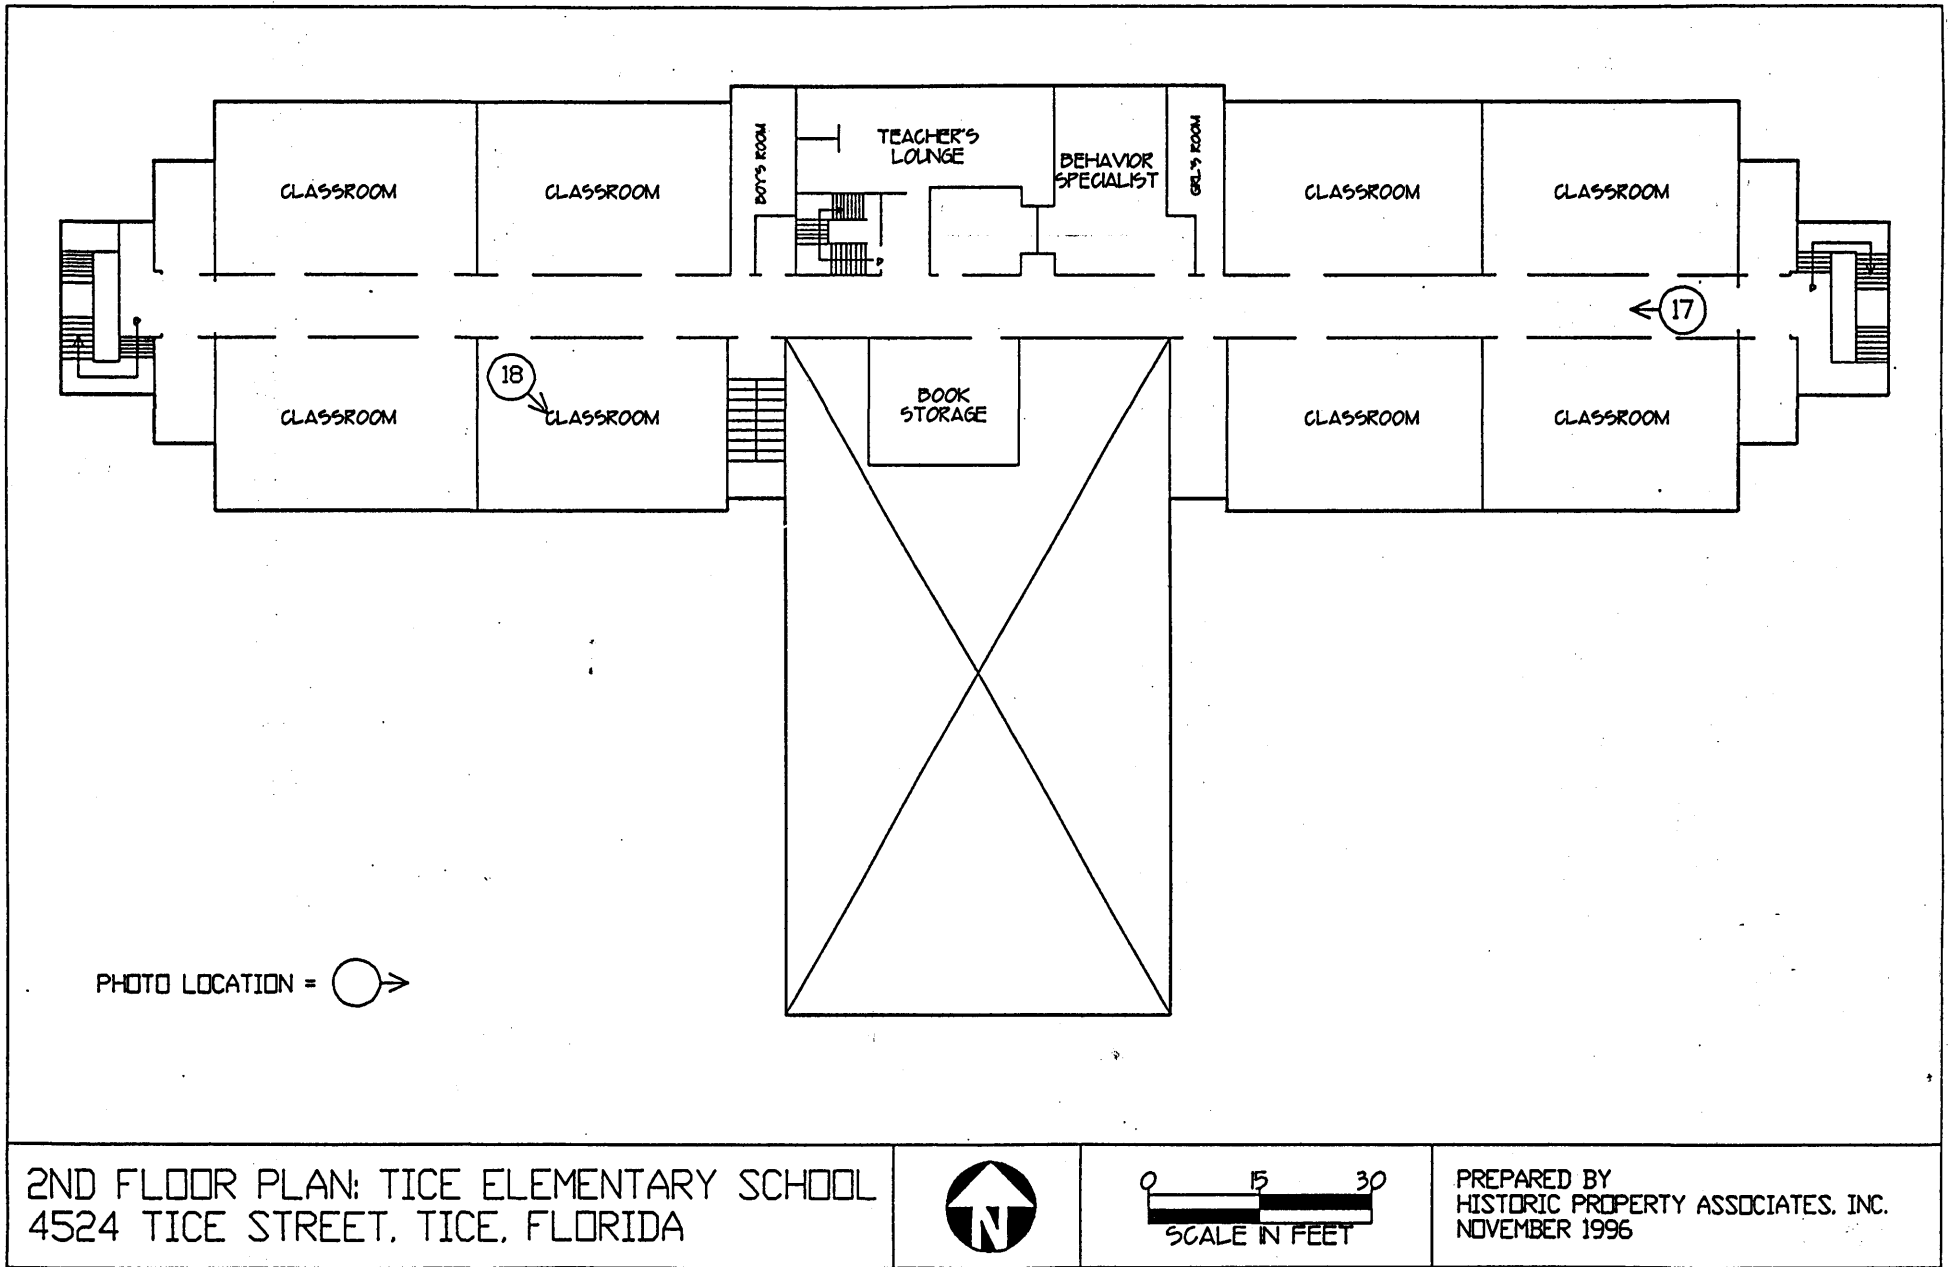 BOY'S ROOM
TEACHER'S
LOUNGE
BEHAVIOR
SPECIALIST
GRL'S ROOM
CLASSROOM
CLASSROOM
CLASSROOM
CLASSROOM
17
18
CLASSROOM
CLASSROOM
BOOK
STORAGE
CLASSROOM
CLASSROOM
PHOTO LOCATION =
2ND FLOOR PLAN: TICE ELEMENTARY SCHOOL
4524 TICE STREET, TICE, FLORIDA
N
0 15 30
SCALE IN FEET
PREPARED BY
HISTORIC PROPERTY ASSOCIATES, INC.
NOVEMBER 1996